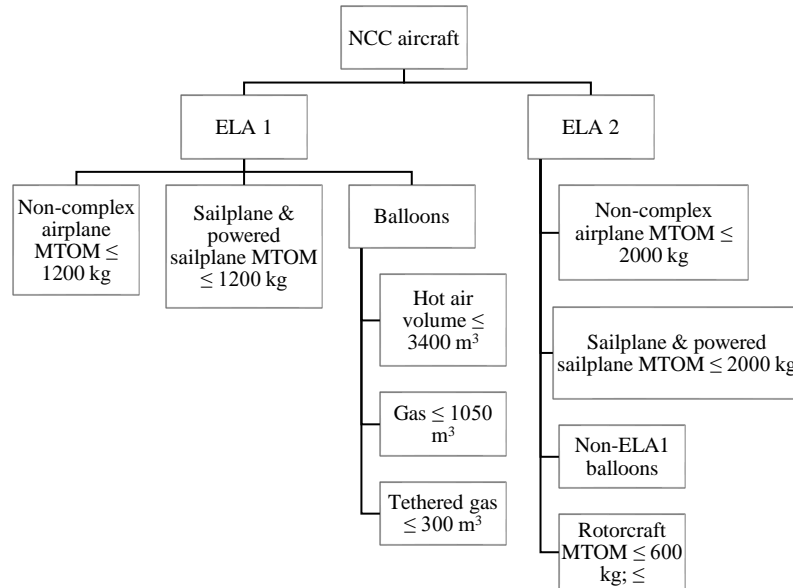 NCC aircraft
ELA 1
ELA 2
Non-complex
airplane
MTOM ≤
1200 kg
Sailplane &
powered
sailplane MTOM
≤ 1200 kg
Balloons
Hot air
volume ≤
3400 m³
Gas ≤ 1050
m³
Tethered gas
≤ 300 m³
Non-complex
airplane MTOM ≤
2000 kg
Sailplane & powered
sailplane MTOM ≤ 2000 kg
Non-ELA1
balloons
Rotorcraft
MTOM ≤ 600
kg; ≤